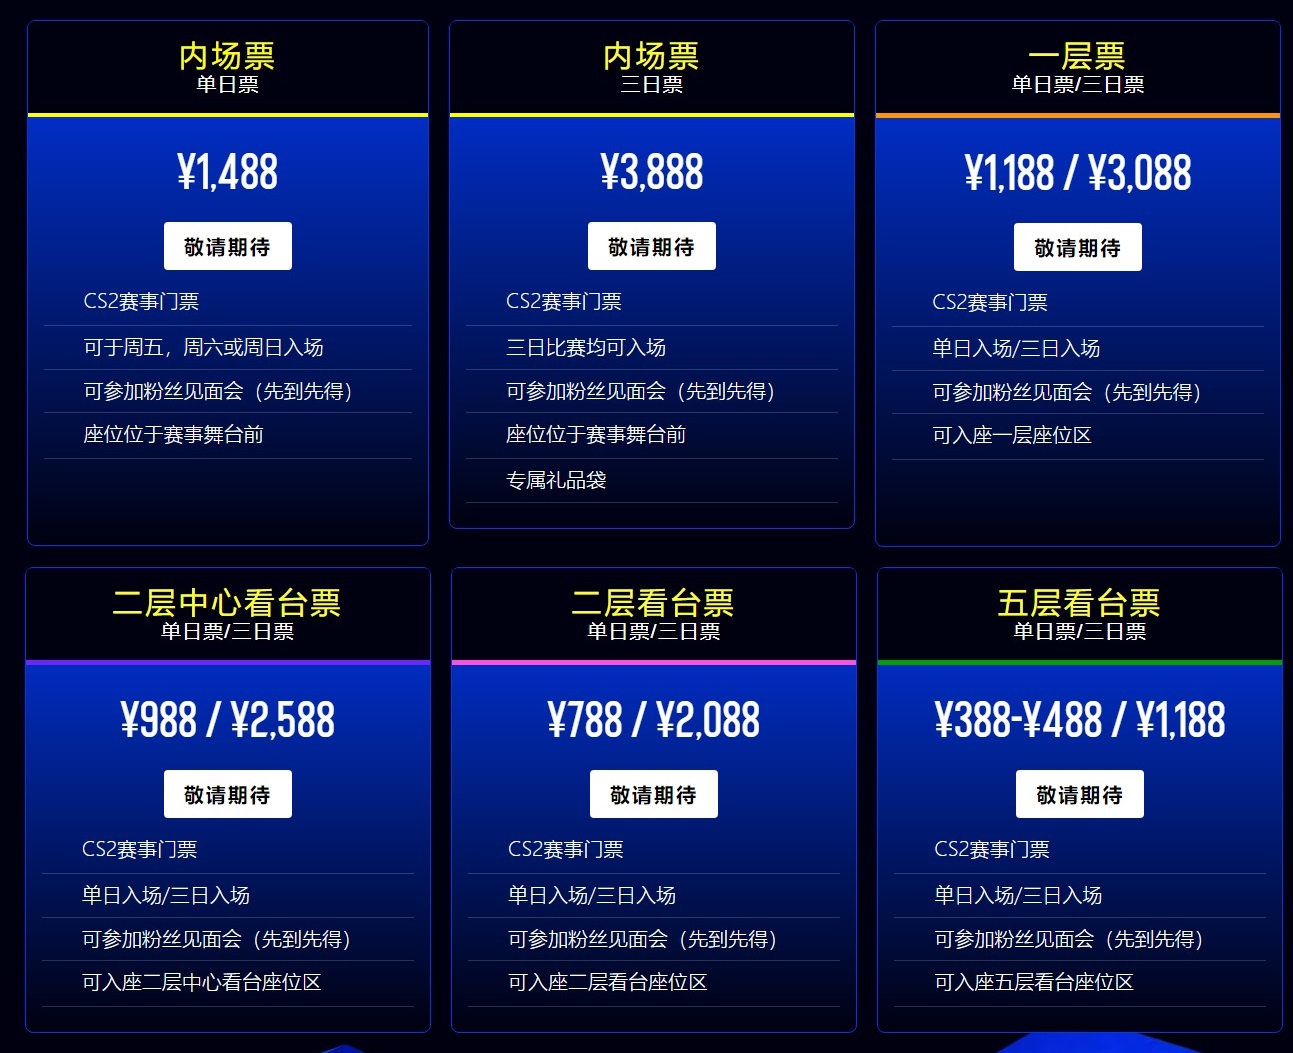 内场票
单日票
¥1,488
敬请期待
CS2赛事门票
可于周五，周六或周日入场
可参加粉丝见面会（先到先得）
座位位于赛事舞台前
内场票
三日票
¥3,888
敬请期待
CS2赛事门票
三日比赛均可入场
可参加粉丝见面会（先到先得）
座位位于赛事舞台前
专属礼品袋
一层票
单日票/三日票
¥1,188 / ¥3,088
敬请期待
CS2赛事门票
单日入场/三日入场
可参加粉丝见面会（先到先得）
可入座一层座位区
二层中心看台票
单日票/三日票
¥988 / ¥2,588
敬请期待
CS2赛事门票
单日入场/三日入场
可参加粉丝见面会（先到先得）
可入座二层中心看台座位区
二层看台票
单日票/三日票
¥788 / ¥2,088
敬请期待
CS2赛事门票
单日入场/三日入场
可参加粉丝见面会（先到先得）
可入座二层看台座位区
五层看台票
单日票/三日票
¥388-¥488 / ¥1,188
敬请期待
CS2赛事门票
单日入场/三日入场
可参加粉丝见面会（先到先得）
可入座五层看台座位区